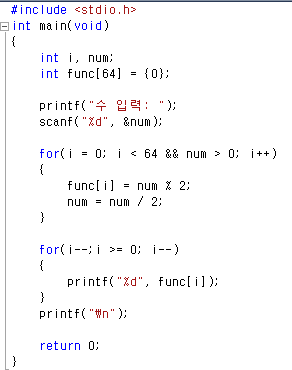 #include <stdio.h>
int main(void)
{
    int i, num;
    int func[64] = {0};
    printf("수 입력: ");
    scanf("%d", &num);
    for(i = 0; i < 64 && num > 0; i++)
    {
        func[i] = num % 2;
        num = num / 2;
    }
    for(i--;i >= 0; i--)
    {
        printf("%d", func[i]);
    }
    printf("₩n");
    return 0;
}